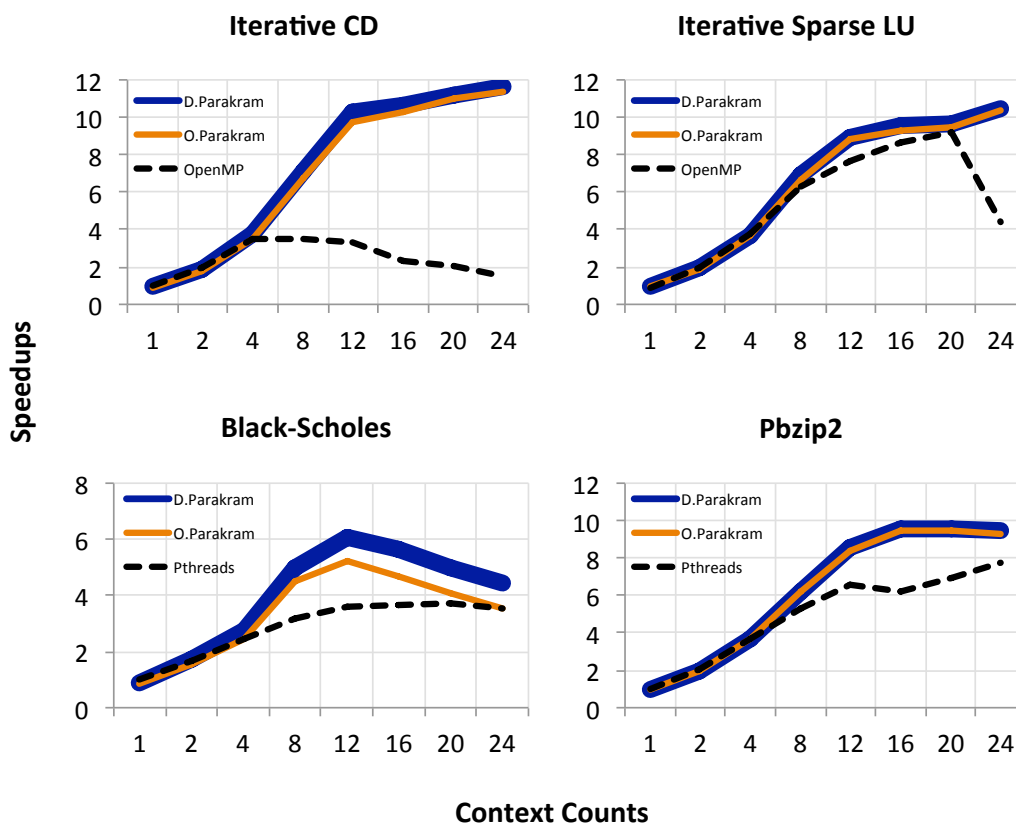 Iterative CD
12
10
8
6
4
2
0
D.Parakram
O.Parakram
OpenMP
1 2 4 8 12 16 20 24
Iterative Sparse LU
12
10
8
6
4
2
0
D.Parakram
O.Parakram
OpenMP
1 2 4 8 12 16 20 24
Speedups
Black-Scholes
8
6
4
2
0
D.Parakram
O.Parakram
Pthreads
1 2 4 8 12 16 20 24
Pbzip2
12
10
8
6
4
2
0
D.Parakram
O.Parakram
Pthreads
1 2 4 8 12 16 20 24
Context Counts